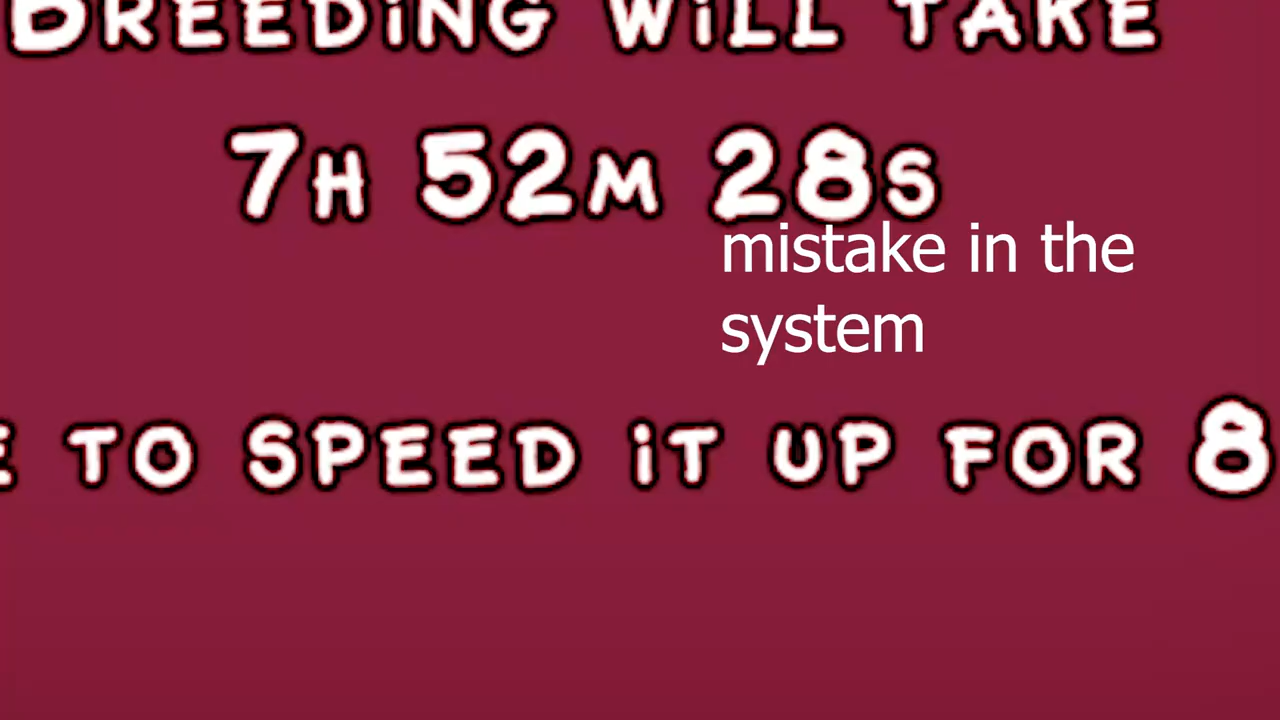 BREEDiNG WiLL TAKE
7H 52M 28S
mistake in the
system
E TO SPEED iT UP FOR 8